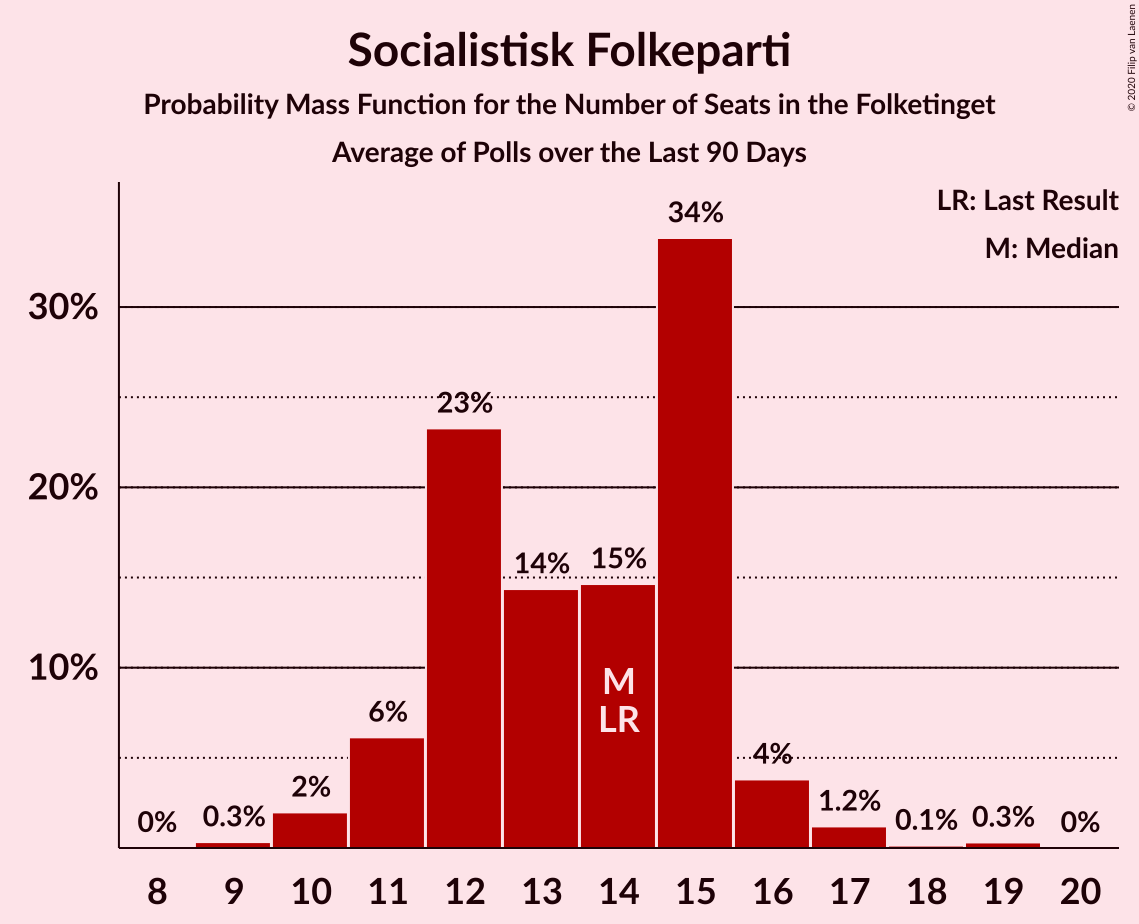 Socialistisk Folkeparti
Probability Mass Function for the Number of Seats in the Folketinget
Average of Polls over the Last 90 Days
© 2020 Filip van Laenen
LR: Last Result
M: Median
34%
30%
23%
20%
14%
15%
10%
M
LR
6%
4%
2%
1.2%
0%
0.3%
0.1%
0.3%
0%
8 9 10 11 12 13 14 15 16 17 18 19 20